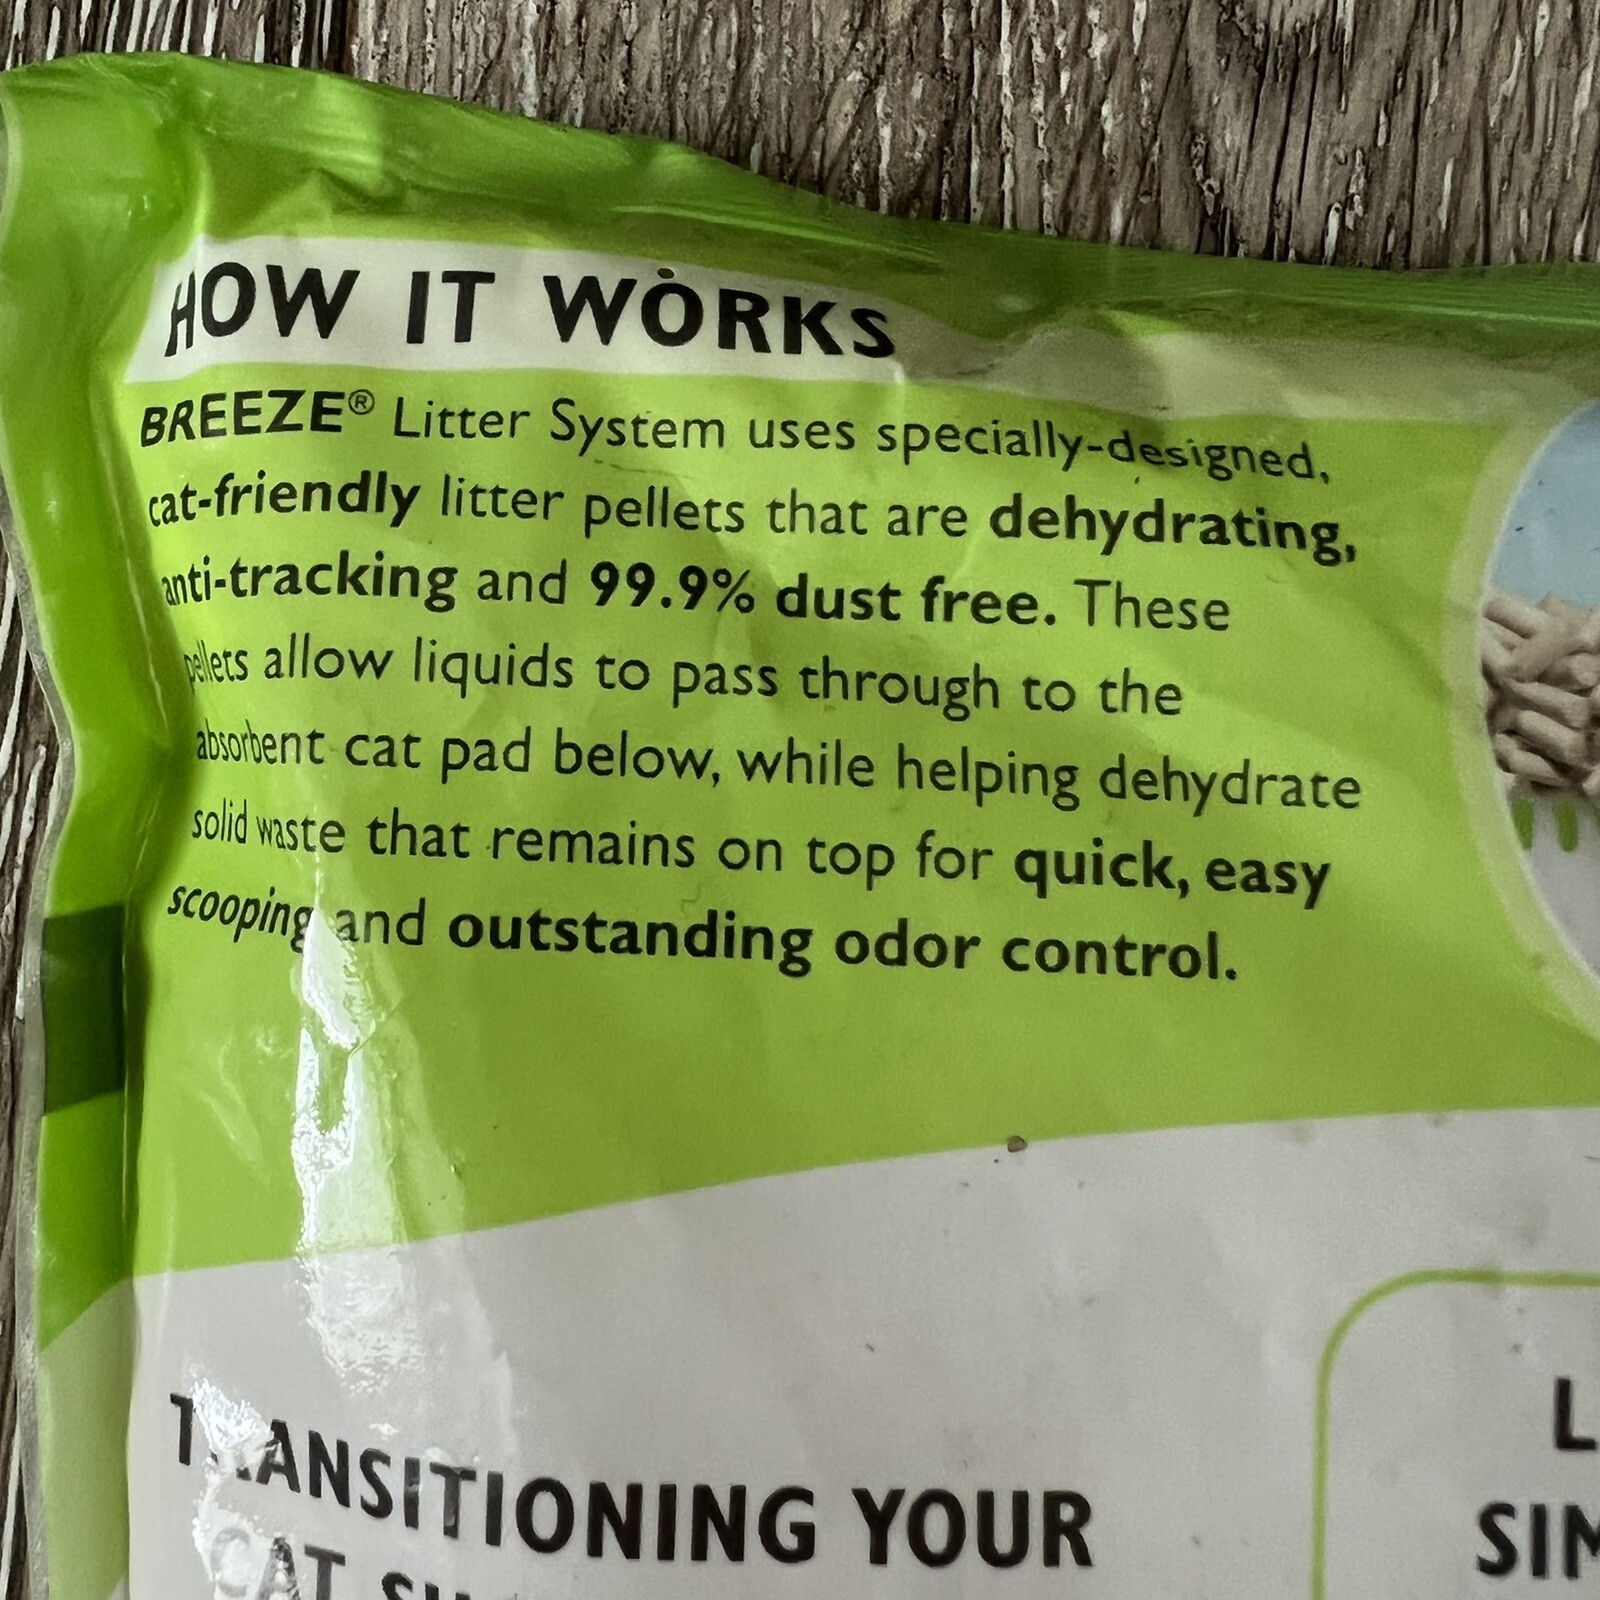 HOW IT WORKS
BREEZE® Litter System uses specially-designed,
cat-friendly litter pellets that are dehydrating,
anti-tracking and 99.9% dust free. These
pellets allow liquids to pass through to the
absorbent cat pad below, while helping dehydrate
solid waste that remains on top for quick, easy
scooping and outstanding odor control.
TRANSITIONING YOUR
CAT